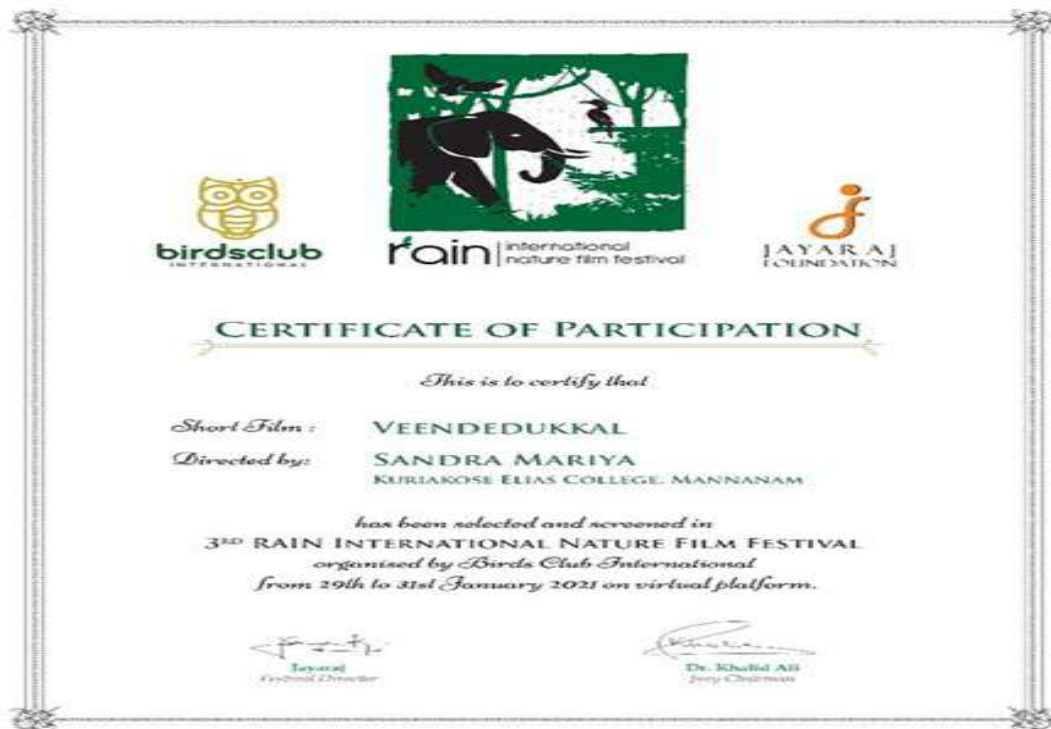 birdsclub
INTERNATIONAL
rain international
nature film festival
JAYARAJ
FOUNDATION
CERTIFICATE OF PARTICIPATION
This is to certify that
Short Film : VEENDEDUKKAL
Directed by: SANDRA MARIYA
KURIAKOSE ELIAS COLLEGE, MANNANAM
has been selected and screened in
3RD RAIN INTERNATIONAL NATURE FILM FESTIVAL
organised by Birds Club International
from 29th to 31st January 2021 on virtual platform.
Jayaraj
Festival Director
Dr. Khalid Ali
Jury Chairman